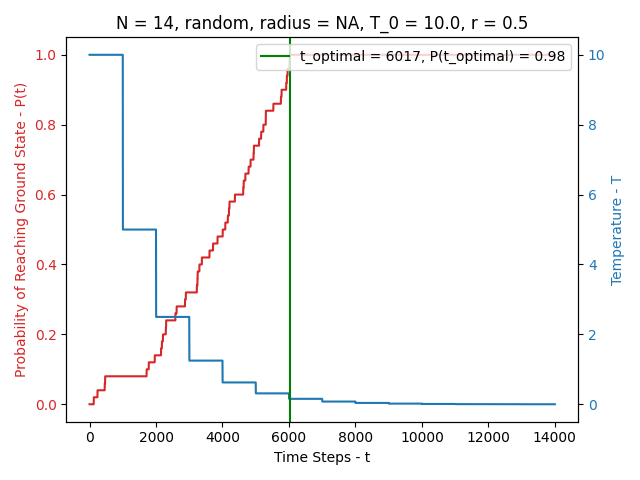 N = 14, random, radius = NA, T_0 = 10.0, r = 0.5
t_optimal = 6017, P(t_optimal) = 0.98
Probability of Reaching Ground State - P(t)
1.0
0.8
0.6
0.4
0.2
0.0
10
8
6
4
2
0
Temperature - T
0 2000 4000 6000 8000 10000 12000 14000
Time Steps - t